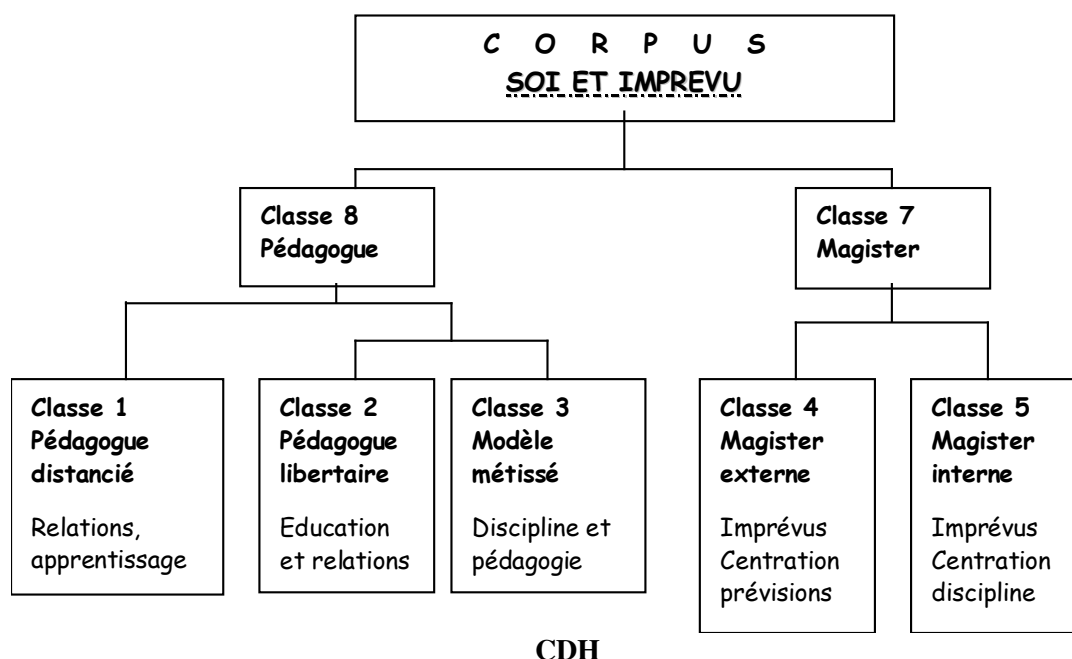 C O R P U S
SOI ET IMPREVU
Classe 8
Pédagogue
Classe 7
Magister
Classe 1
Pédagogue
distancié
Relations,
apprentissage
Classe 2
Pédagogue
libertaire
Education
et relations
Classe 3
Modèle
métissé
Discipline et
pédagogie
Classe 4
Magister
externe
Imprévus
Centration
prévisions
Classe 5
Magister
interne
Imprévus
Centration
discipline
CDH